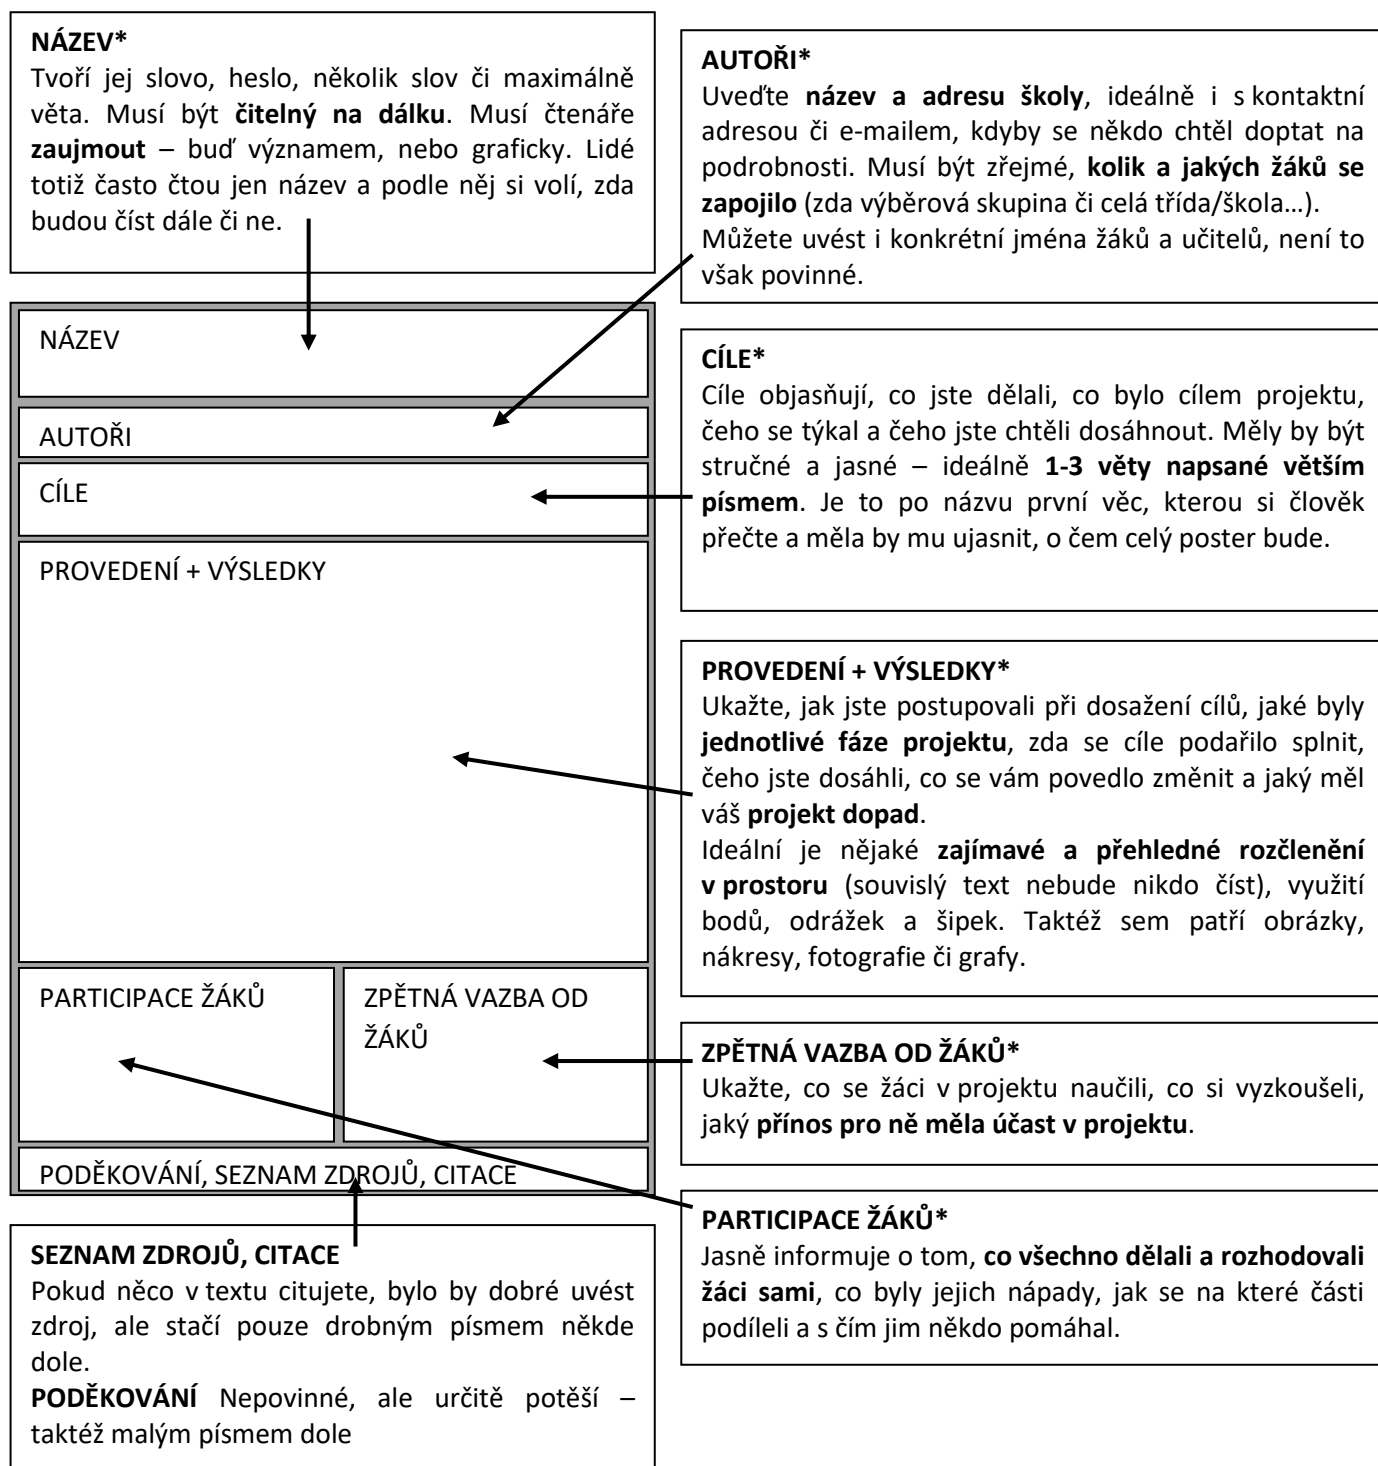 NÁZEV*
Tvoří jej slovo, heslo, několik slov či maximálně
věta. Musí být čitelný na dálku. Musí čtenáře
zaujmout – buď významem, nebo graficky. Lidé
totiž často čtou jen název a podle něj si volí, zda
budou číst dále či ne.
AUTOŘI*
Uveďte název a adresu školy, ideálně i s kontaktní
adresou či e-mailem, kdyby se někdo chtěl doptat na
podrobnosti. Musí být zřejmé, kolik a jakých žáků se
zapojilo (zda výběrová skupina či celá třída/škola…).
Můžete uvést i konkrétní jména žáků a učitelů, není to
však povinné.
NÁZEV
AUTOŘI
CÍLE
PROVEDENÍ + VÝSLEDKY
PARTICIPACE ŽÁKŮ
ZPĚTNÁ VAZBA OD
ŽÁKŮ
PODĚKOVÁNÍ, SEZNAM ZDROJŮ, CITACE
CÍLE*
Cíle objasňují, co jste dělali, co bylo cílem projektu,
čeho se týkal a čeho jste chtěli dosáhnout. Měly by být
stručné a jasné – ideálně 1-3 věty napsané větším
písmem. Je to po názvu první věc, kterou si člověk
přečte a měla by mu ujasnit, o čem celý poster bude.
PROVEDENÍ + VÝSLEDKY*
Ukažte, jak jste postupovali při dosažení cílů, jaké byly
jednotlivé fáze projektu, zda se cíle podařilo splnit,
čeho jste dosáhli, co se vám povedlo změnit a jaký měl
váš projekt dopad.
Ideální je nějaké zajímavé a přehledné rozčlenění
v prostoru (souvislý text nebude nikdo číst), využití
bodů, odrážek a šipek. Taktéž sem patří obrázky,
nákresy, fotografie či grafy.
ZPĚTNÁ VAZBA OD ŽÁKŮ*
Ukažte, co se žáci v projektu naučili, co si vyzkoušeli,
jaký přínos pro ně měla účast v projektu.
PARTICIPACE ŽÁKŮ*
Jasně informuje o tom, co všechno dělali a rozhodovali
žáci sami, co byly jejich nápady, jak se na které části
podíleli a s čím jim někdo pomáhal.
SEZNAM ZDROJŮ, CITACE
Pokud něco v textu citujete, bylo by dobré uvést
zdroj, ale stačí pouze drobným písmem někde
dole.
PODĚKOVÁNÍ Nepovinné, ale určitě potěší –
taktéž malým písmem dole